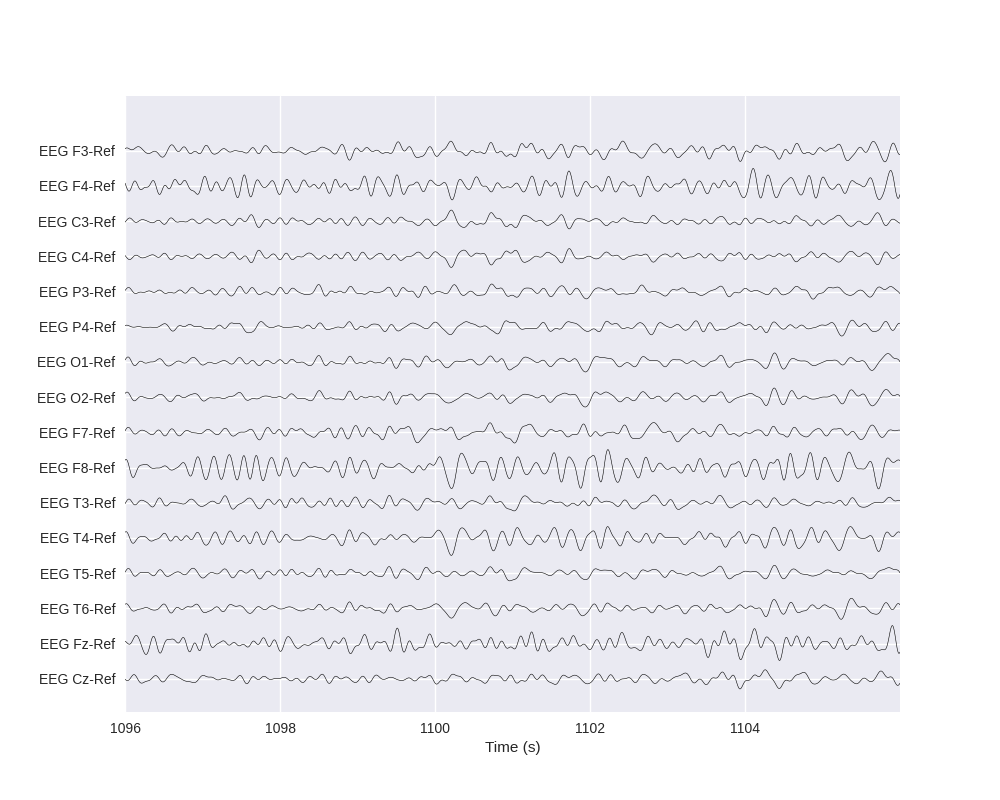 EEG F3-Ref
EEG F4-Ref
EEG C3-Ref
EEG C4-Ref
EEG P3-Ref
EEG P4-Ref
EEG O1-Ref
EEG O2-Ref
EEG F7-Ref
EEG F8-Ref
EEG T3-Ref
EEG T4-Ref
EEG T5-Ref
EEG T6-Ref
EEG Fz-Ref
EEG Cz-Ref
1096 1098 1100 1102 1104
Time (s)